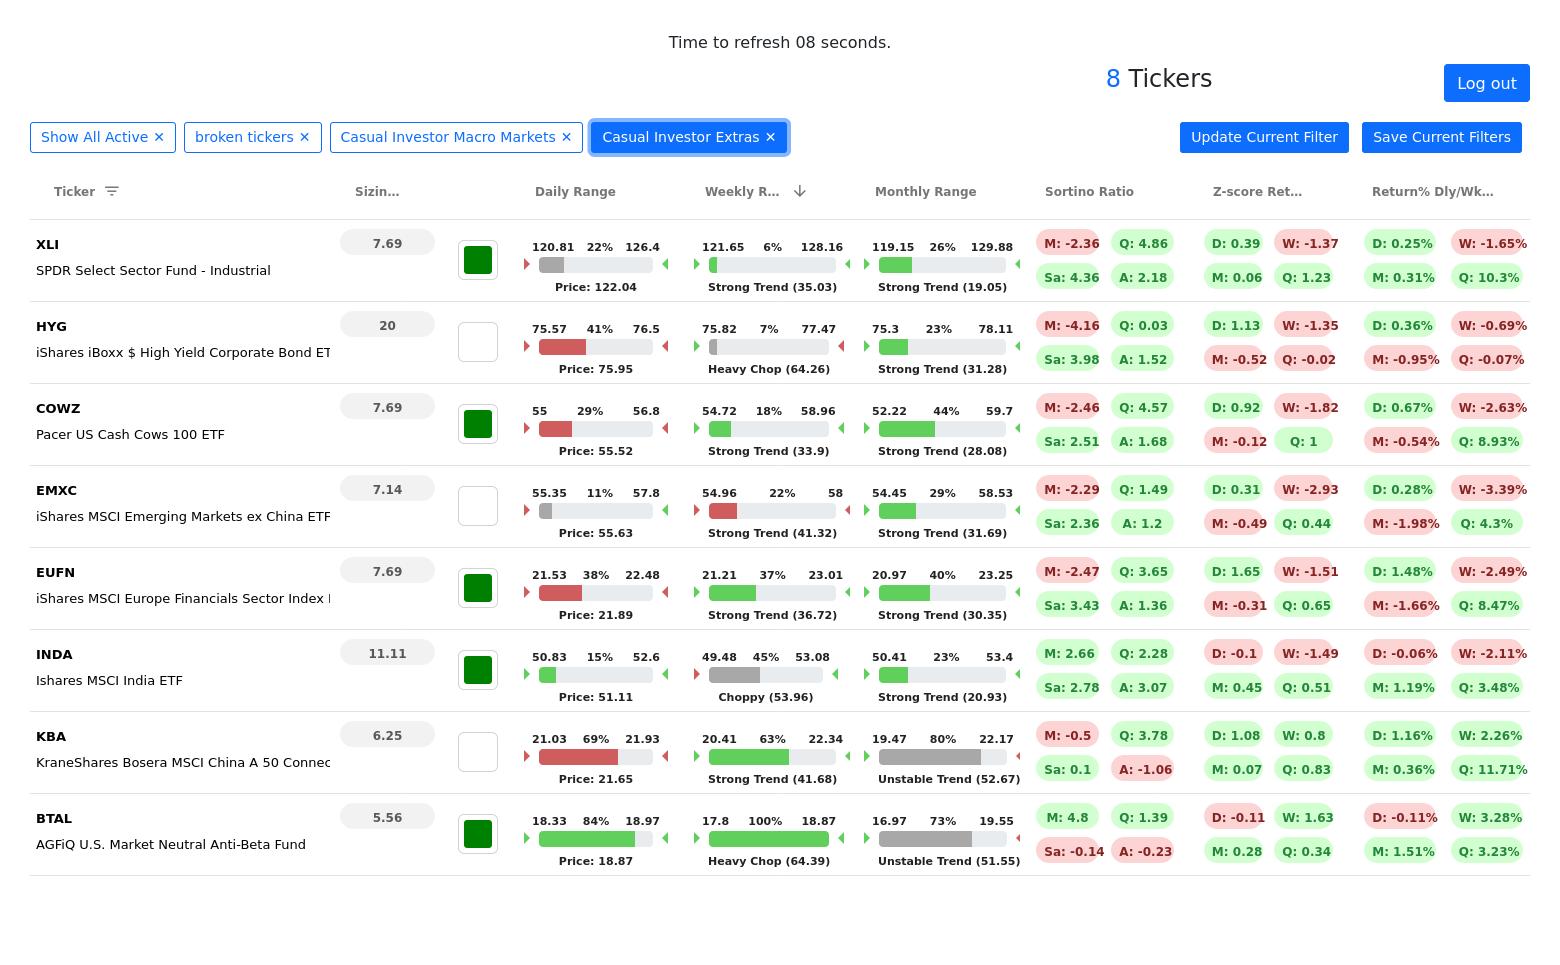 Time to refresh 08 seconds.
8 Tickers
Log out
Show All Active ✕ broken tickers ✕ Casual Investor Macro Markets ✕ Casual Investor Extras ✕ Update Current Filter Save Current Filters
Ticker Sizin... Daily Range Weekly R... Monthly Range Sortino Ratio Z-score Ret... Return% Dly/Wk...
XLI 7.69 120.81 22% 126.4 121.65 6% 128.16 119.15 26% 129.88 M: -2.36 Q: 4.86 D: 0.39 W: -1.37 D: 0.25% W: -1.65%
SPDR Select Sector Fund - Industrial Price: 122.04 Strong Trend (35.03) Strong Trend (19.05) Sa: 4.36 A: 2.18 M: 0.06 Q: 1.23 M: 0.31% Q: 10.3%
HYG 20 75.57 41% 76.5 75.82 7% 77.47 75.3 23% 78.11 M: -4.16 Q: 0.03 D: 1.13 W: -1.35 D: 0.36% W: -0.69%
iShares iBoxx $ High Yield Corporate Bond ET Price: 75.95 Heavy Chop (64.26) Strong Trend (31.28) Sa: 3.98 A: 1.52 M: -0.52 Q: -0.02 M: -0.95% Q: -0.07%
COWZ 7.69 55 29% 56.8 54.72 18% 58.96 52.22 44% 59.7 M: -2.46 Q: 4.57 D: 0.92 W: -1.82 D: 0.67% W: -2.63%
Pacer US Cash Cows 100 ETF Price: 55.52 Strong Trend (33.9) Strong Trend (28.08) Sa: 2.51 A: 1.68 M: -0.12 Q: 1 M: -0.54% Q: 8.93%
EMXC 7.14 55.35 11% 57.8 54.96 22% 58 54.45 29% 58.53 M: -2.29 Q: 1.49 D: 0.31 W: -2.93 D: 0.28% W: -3.39%
iShares MSCI Emerging Markets ex China ETF Price: 55.63 Strong Trend (41.32) Strong Trend (31.69) Sa: 2.36 A: 1.2 M: -0.49 Q: 0.44 M: -1.98% Q: 4.3%
EUFN 7.69 21.53 38% 22.48 21.21 37% 23.01 20.97 40% 23.25 M: -2.47 Q: 3.65 D: 1.65 W: -1.51 D: 1.48% W: -2.49%
iShares MSCI Europe Financials Sector Index Price: 21.89 Strong Trend (36.72) Strong Trend (30.35) Sa: 3.43 A: 1.36 M: -0.31 Q: 0.65 M: -1.66% Q: 8.47%
INDA 11.11 50.83 15% 52.6 49.48 45% 53.08 50.41 23% 53.4 M: 2.66 Q: 2.28 D: -0.1 W: -1.49 D: -0.06% W: -2.11%
Ishares MSCI India ETF Price: 51.11 Choppy (53.96) Strong Trend (20.93) Sa: 2.78 A: 3.07 M: 0.45 Q: 0.51 M: 1.19% Q: 3.48%
KBA 6.25 21.03 69% 21.93 20.41 63% 22.34 19.47 80% 22.17 M: -0.5 Q: 3.78 D: 1.08 W: 0.8 D: 1.16% W: 2.26%
KraneShares Bosera MSCI China A 50 Connec Price: 21.65 Strong Trend (41.68) Unstable Trend (52.67) Sa: 0.1 A: -1.06 M: 0.07 Q: 0.83 M: 0.36% Q: 11.71%
BTAL 5.56 18.33 84% 18.97 17.8 100% 18.87 16.97 73% 19.55 M: 4.8 Q: 1.39 D: -0.11 W: 1.63 D: -0.11% W: 3.28%
AGFiQ U.S. Market Neutral Anti-Beta Fund Price: 18.87 Heavy Chop (64.39) Unstable Trend (51.55) Sa: -0.14 A: -0.23 M: 0.28 Q: 0.34 M: 1.51% Q: 3.23%